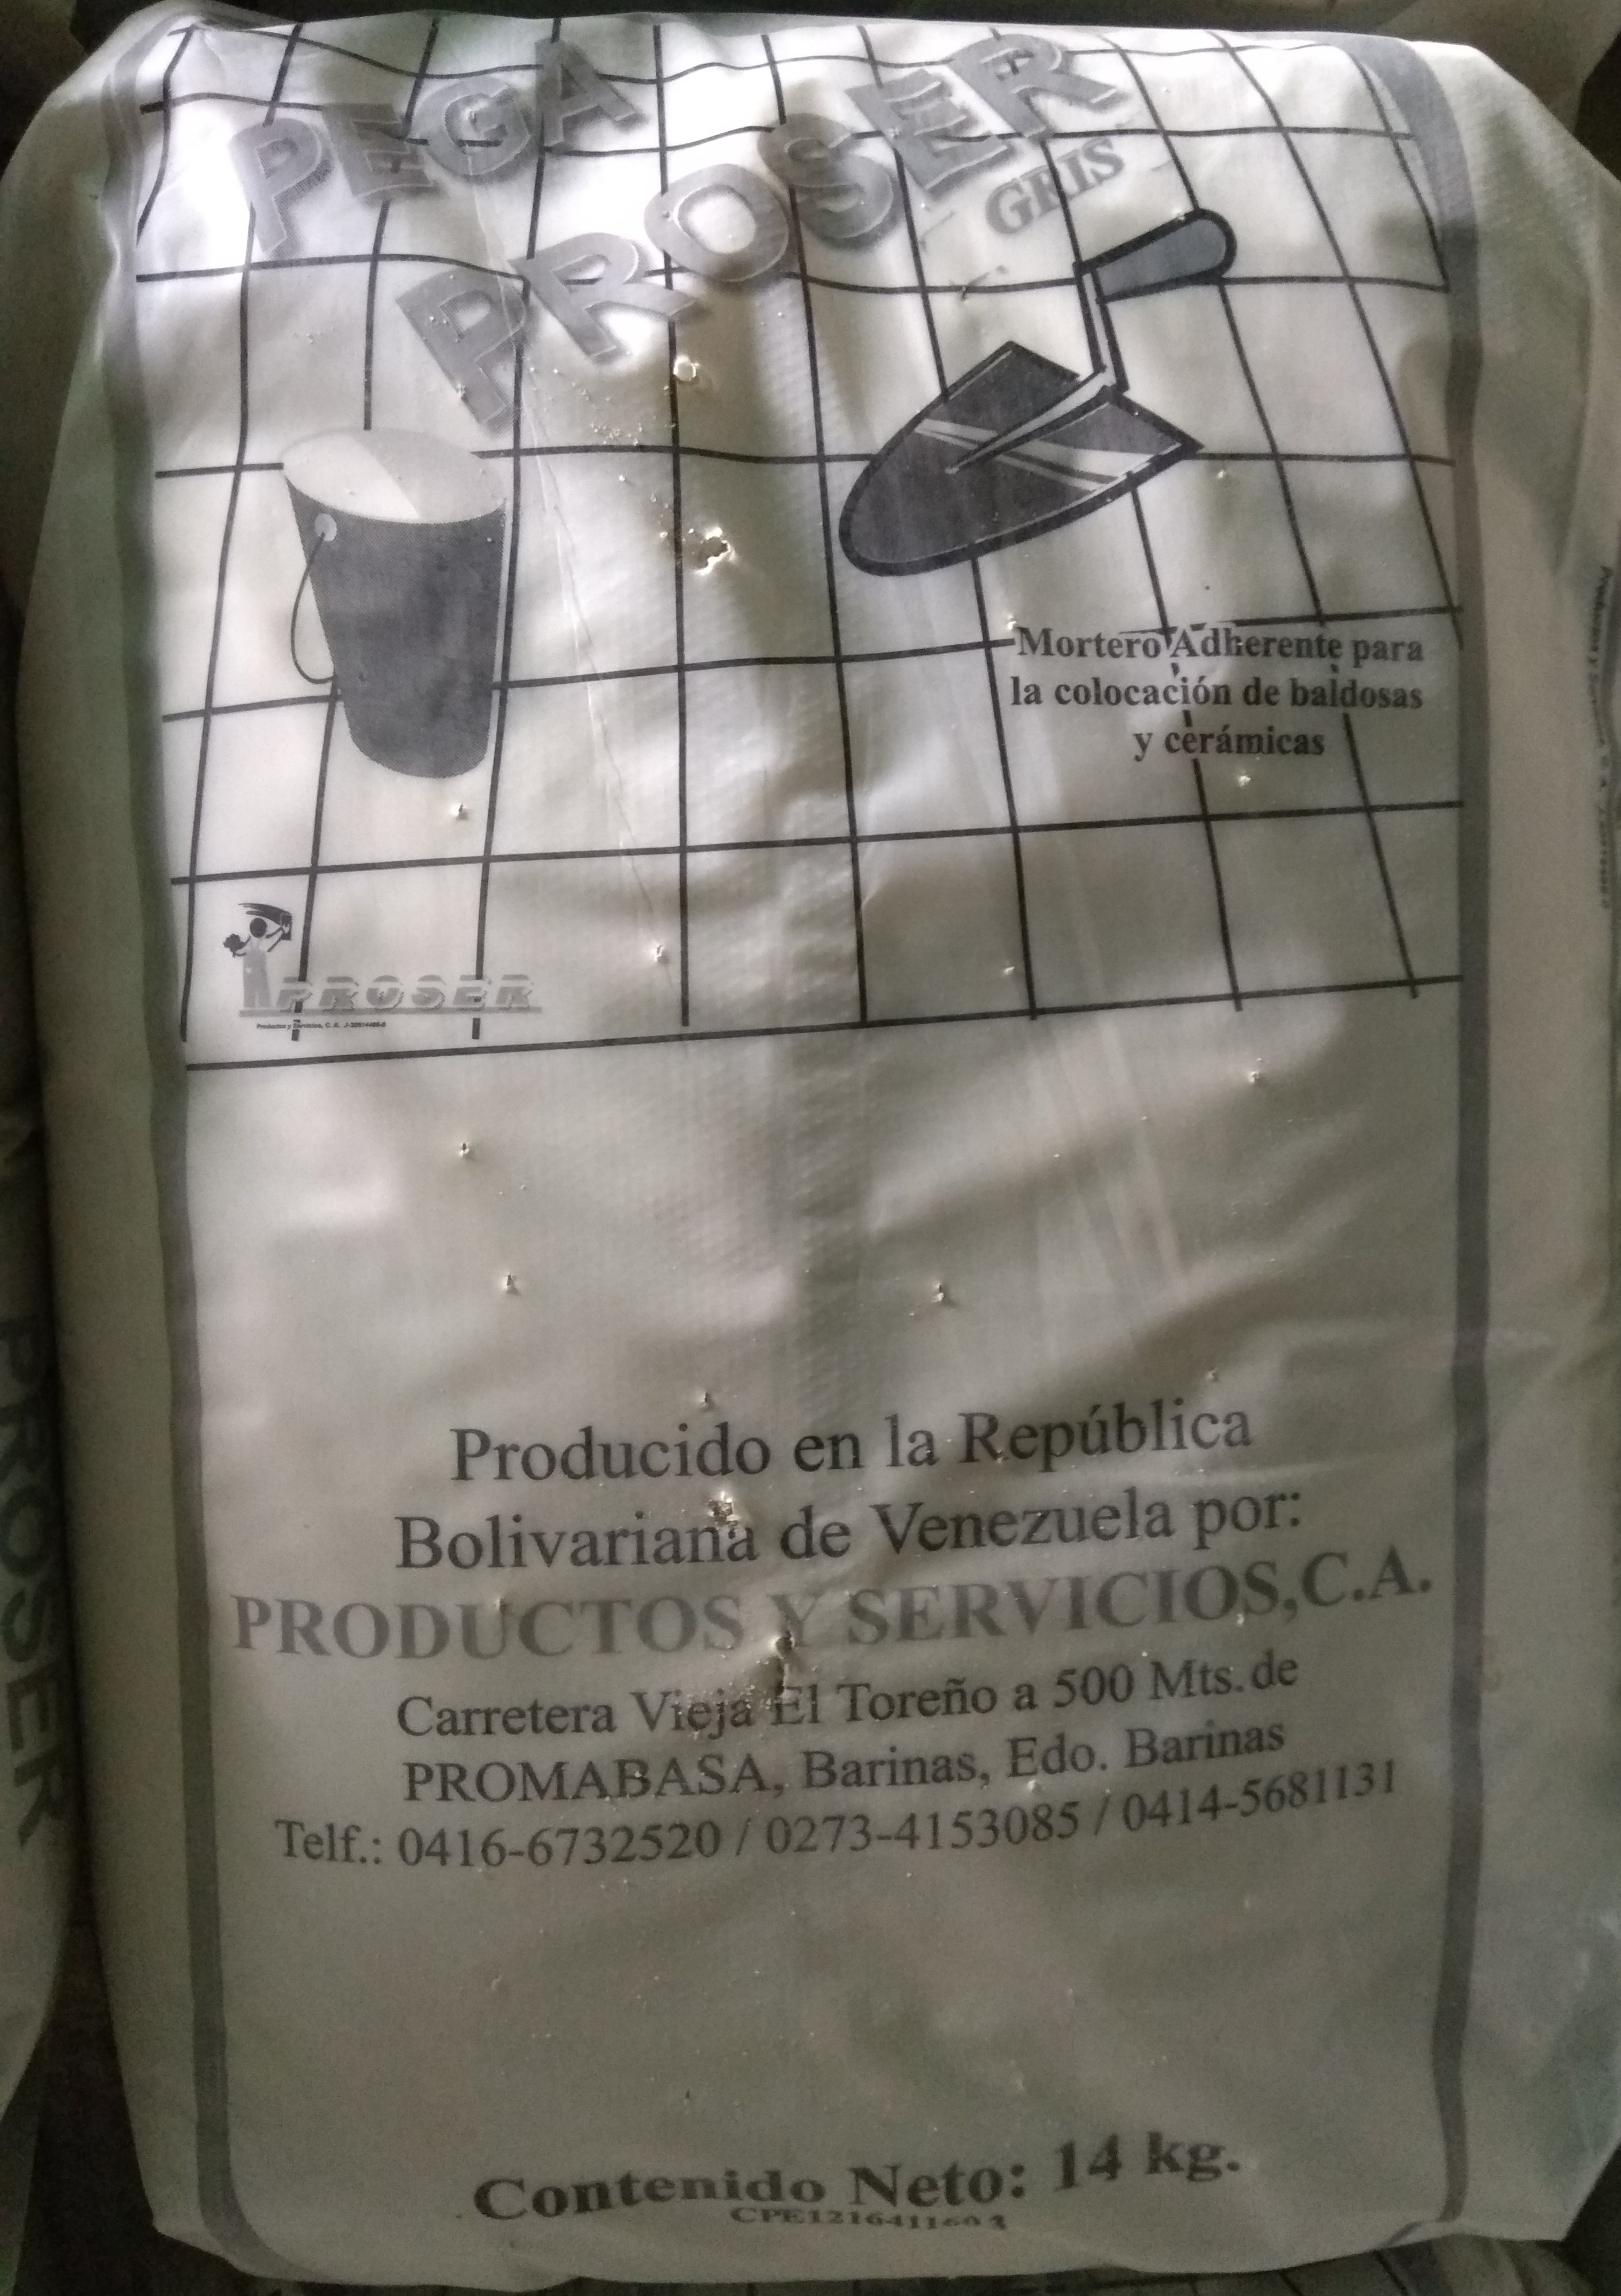 PEGA
PROSER
GRIS
Mortero Adherente para
la colocación de baldosas
y cerámicas
PROSER
Productos y Servicios, C.A.
Producido en la República
Bolivariana de Venezuela por:
PRODUCTOS Y SERVICIOS,C.A.
Carretera Vieja El Toreño a 500 Mts. de
PROMABASA, Barinas, Edo. Barinas
Telf.: 0416-6732520 / 0273-4153085 / 0414-5681131
Contenido Neto: 14 kg.
PROSER